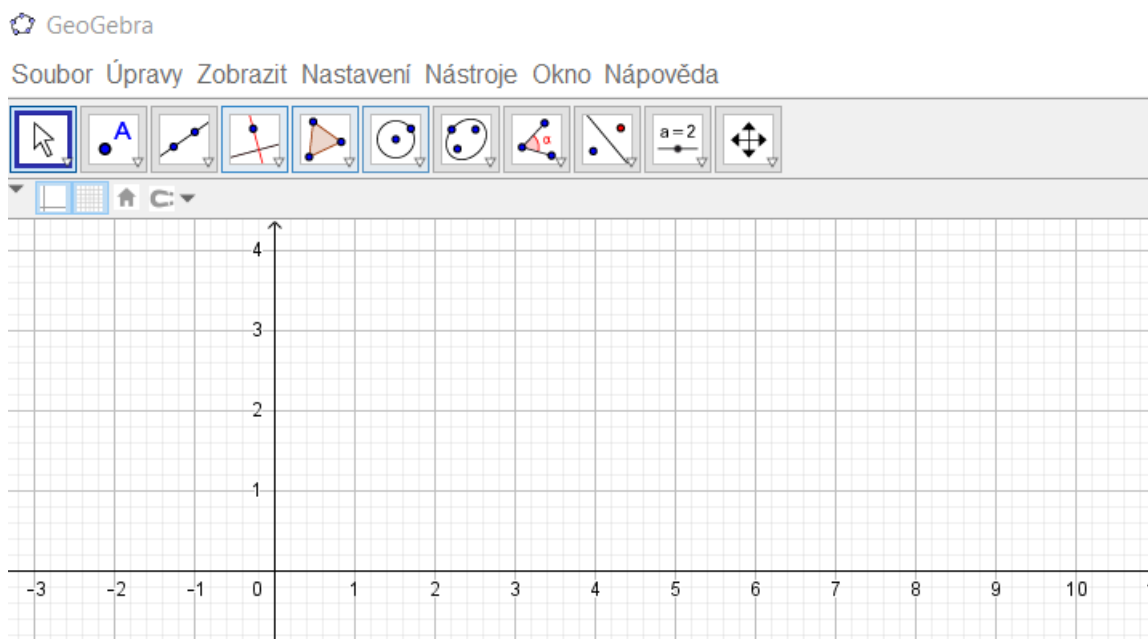 GeoGebra
Soubor Úpravy Zobrazit Nastavení Nástroje Okno Nápověda
A α a=2
4
3
2
1
-3 -2 -1 0 1 2 3 4 5 6 7 8 9 10